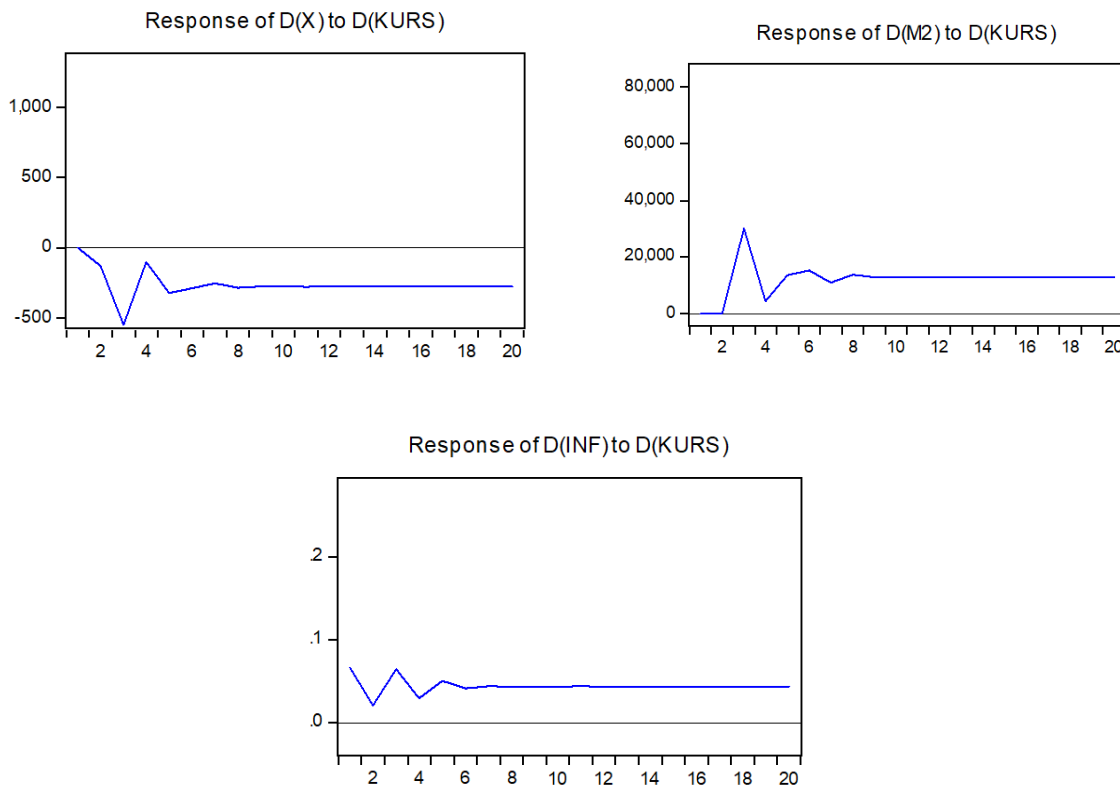 Response of D(X) to D(KURS)
1,000
500
0
-500
2 4 6 8 10 12 14 16 18 20
Response of D(M2) to D(KURS)
80,000
60,000
40,000
20,000
0
2 4 6 8 10 12 14 16 18 20
Response of D(INF) to D(KURS)
.2
.1
.0
2 4 6 8 10 12 14 16 18 20